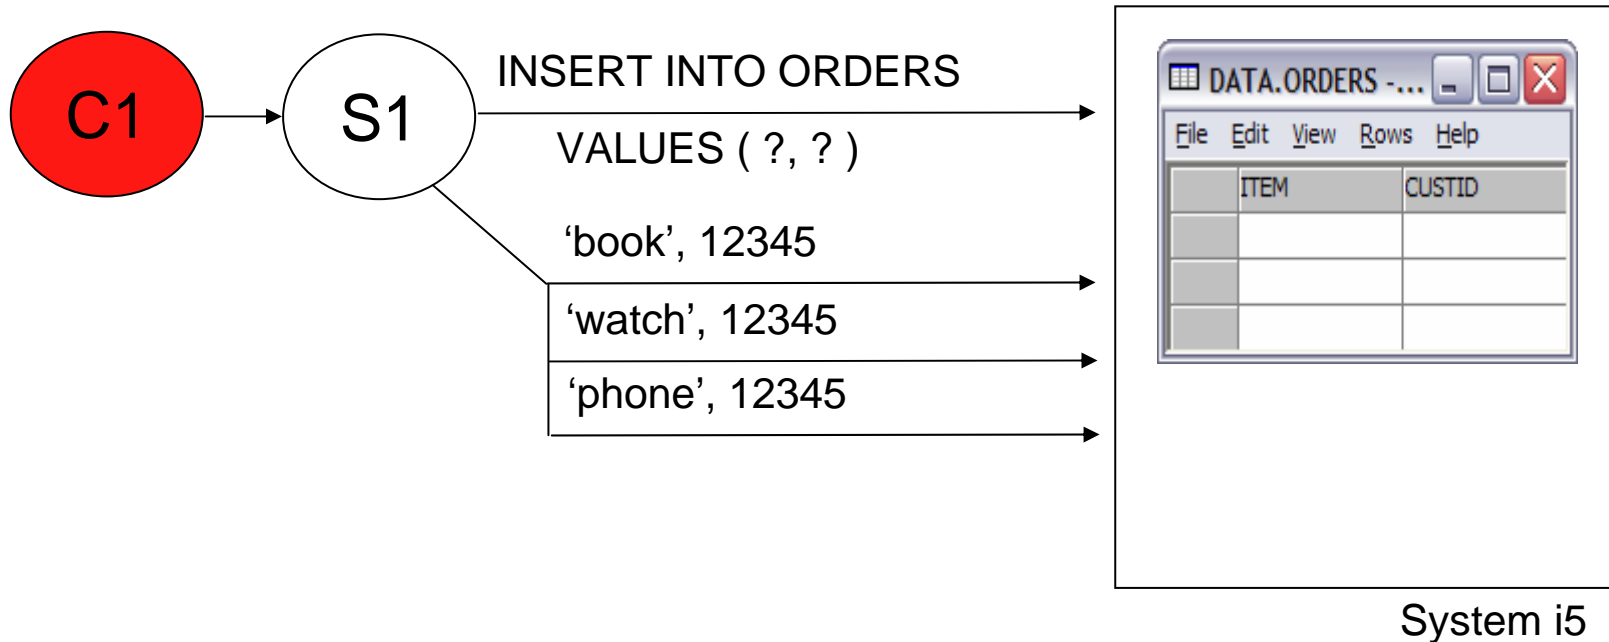 C1
S1
INSERT INTO ORDERS
VALUES ( ?, ? )
‘book’, 12345
‘watch’, 12345
‘phone’, 12345
DATA.ORDERS -...
File Edit View Rows Help
ITEM CUSTID
System i5